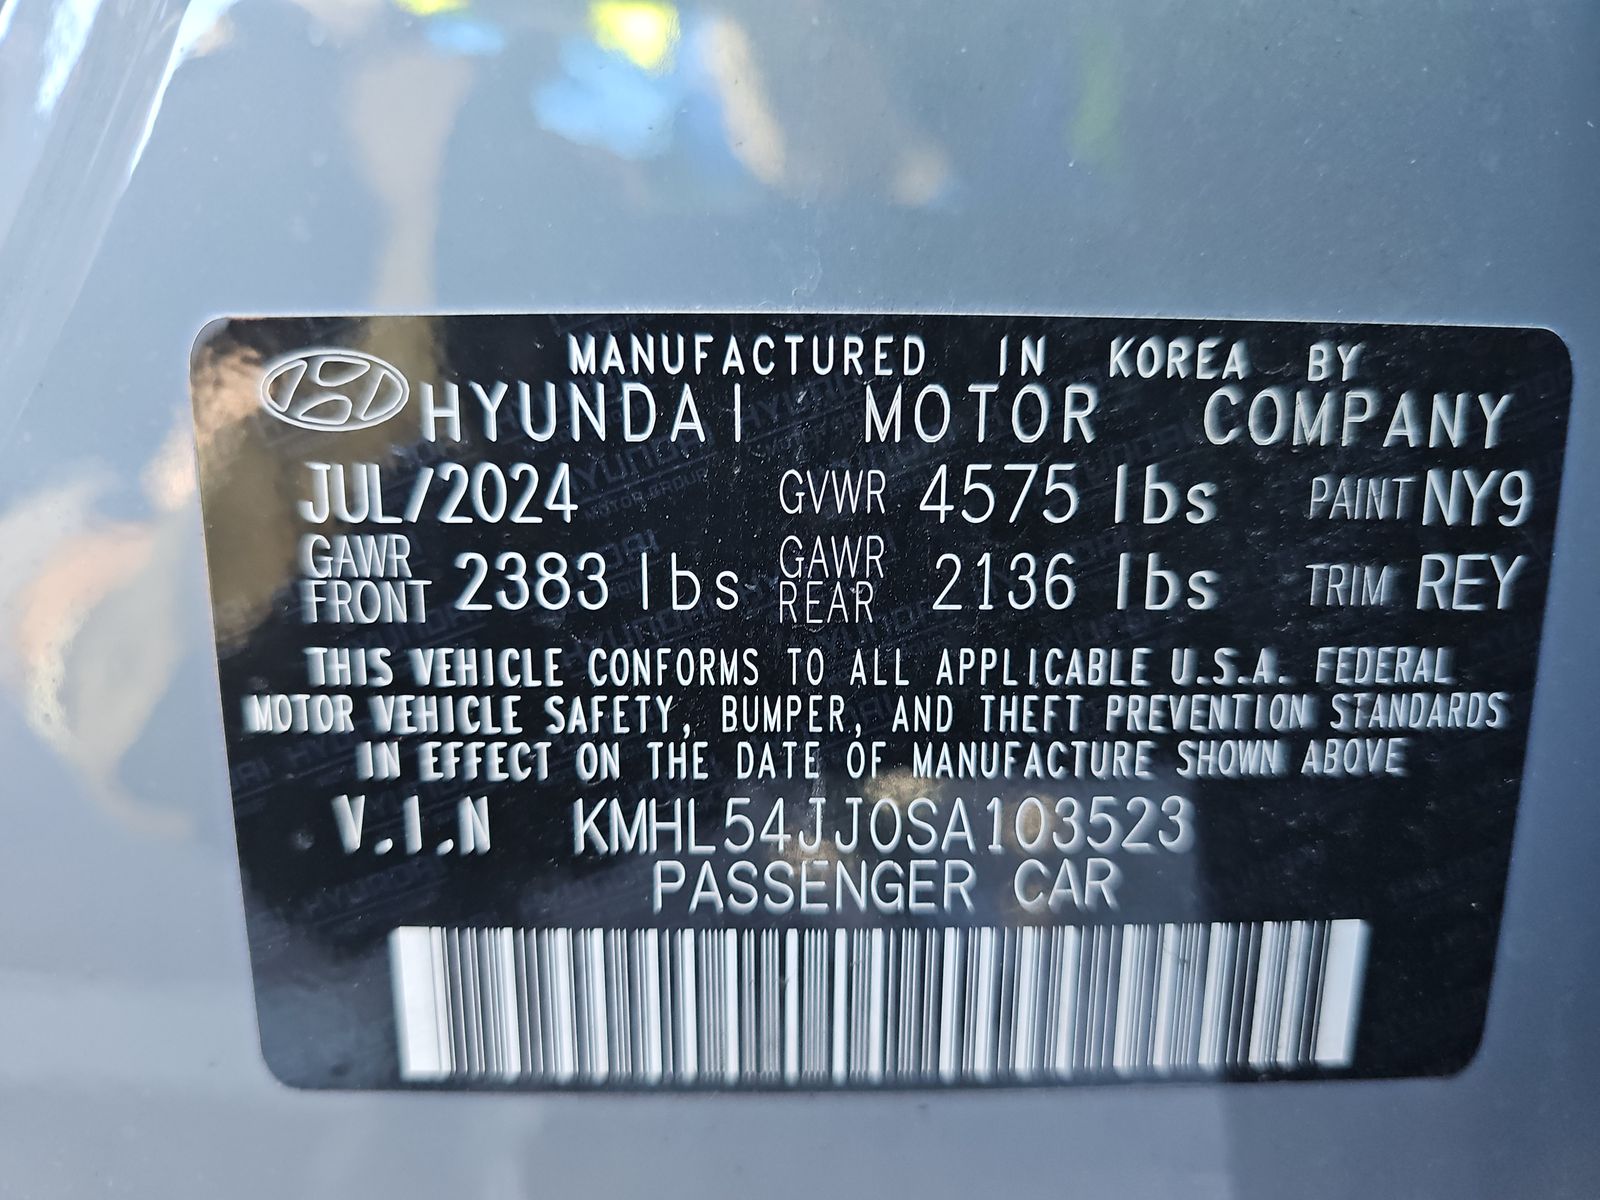 MANUFACTURED IN KOREA BY
HYUNDAI MOTOR COMPANY
JUL/2024 GVWR 4575 lbs PAINT NY9
GAWR FRONT 2383 lbs GAWR REAR 2136 lbs TRIM REY
THIS VEHICLE CONFORMS TO ALL APPLICABLE U.S.A. FEDERAL
MOTOR VEHICLE SAFETY, BUMPER, AND THEFT PREVENTION STANDARDS
IN EFFECT ON THE DATE OF MANUFACTURE SHOWN ABOVE
V.I.N KMHL54JJ0SA103523
PASSENGER CAR